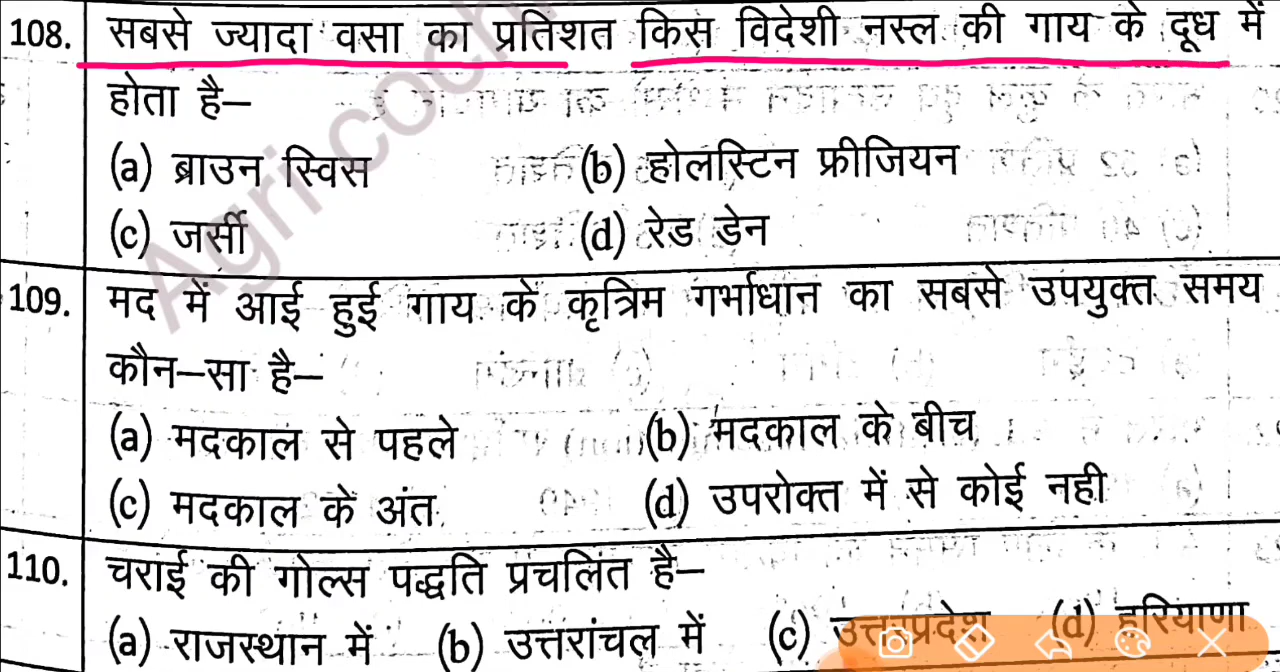 108. सबसे ज्यादा वसा का प्रतिशत किस विदेशी नस्ल की गाय के दूध में
होता है–
(a) ब्राउन स्विस (b) होलस्टिन फ्रीजियन
(c) जर्सी (d) रेड डेन
109. मद में आई हुई गाय के कृत्रिम गर्भाधान का सबसे उपयुक्त समय
कौन–सा है–
(a) मदकाल से पहले (b) मदकाल के बीच
(c) मदकाल के अंत (d) उपरोक्त में से कोई नही
110. चराई की गोल्स पद्धति प्रचलित है–
(a) राजस्थान में (b) उत्तरांचल में (c) उत्तरप्रदेश (d) हरियाणा